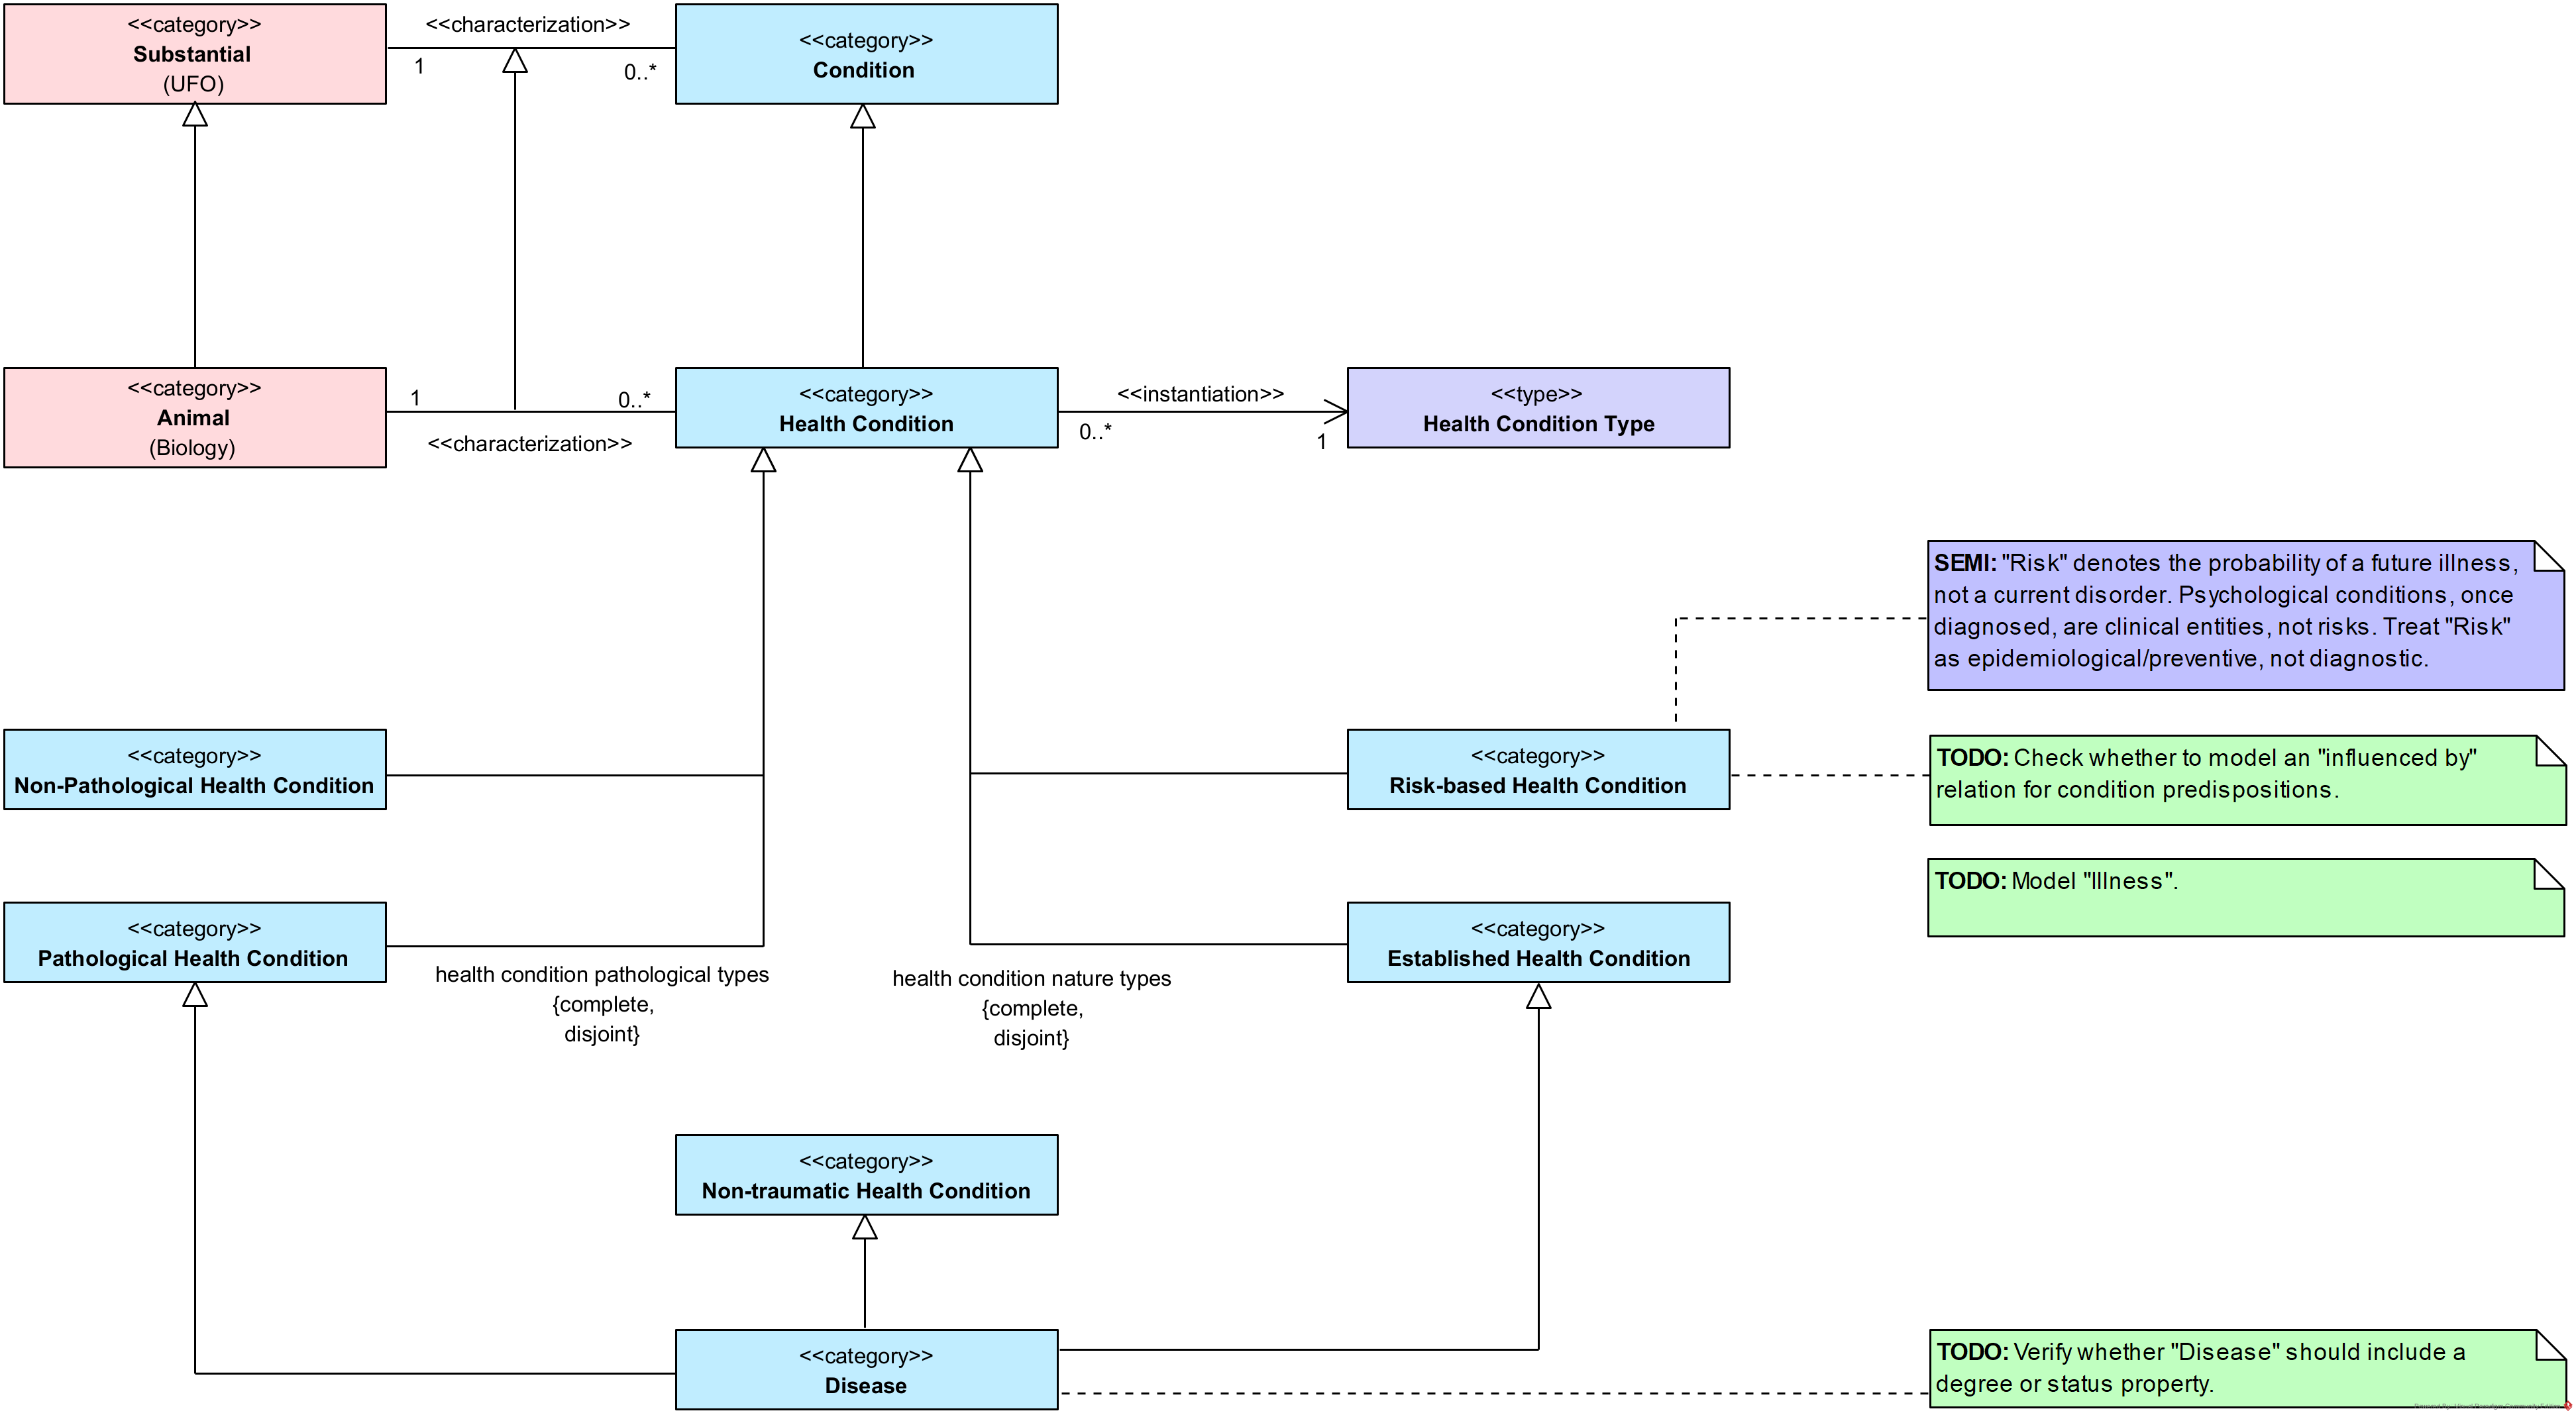 <<category>>
Substantial
(UFO)
<<characterization>>
1
0..*
<<category>>
Condition
<<category>>
Animal
(Biology)
1
0..*
<<characterization>>
<<category>>
Health Condition
<<instantiation>>
0..*
1
<<type>>
Health Condition Type
SEMI: "Risk" denotes the probability of a future illness,
not a current disorder. Psychological conditions, once
diagnosed, are clinical entities, not risks. Treat "Risk"
as epidemiological/preventive, not diagnostic.
<<category>>
Non-Pathological Health Condition
<<category>>
Risk-based Health Condition
TODO: Check whether to model an "influenced by"
relation for condition predispositions.
TODO: Model "Illness".
<<category>>
Pathological Health Condition
<<category>>
Established Health Condition
health condition pathological types
{complete,
disjoint}
health condition nature types
{complete,
disjoint}
<<category>>
Non-traumatic Health Condition
<<category>>
Disease
TODO: Verify whether "Disease" should include a
degree or status property.